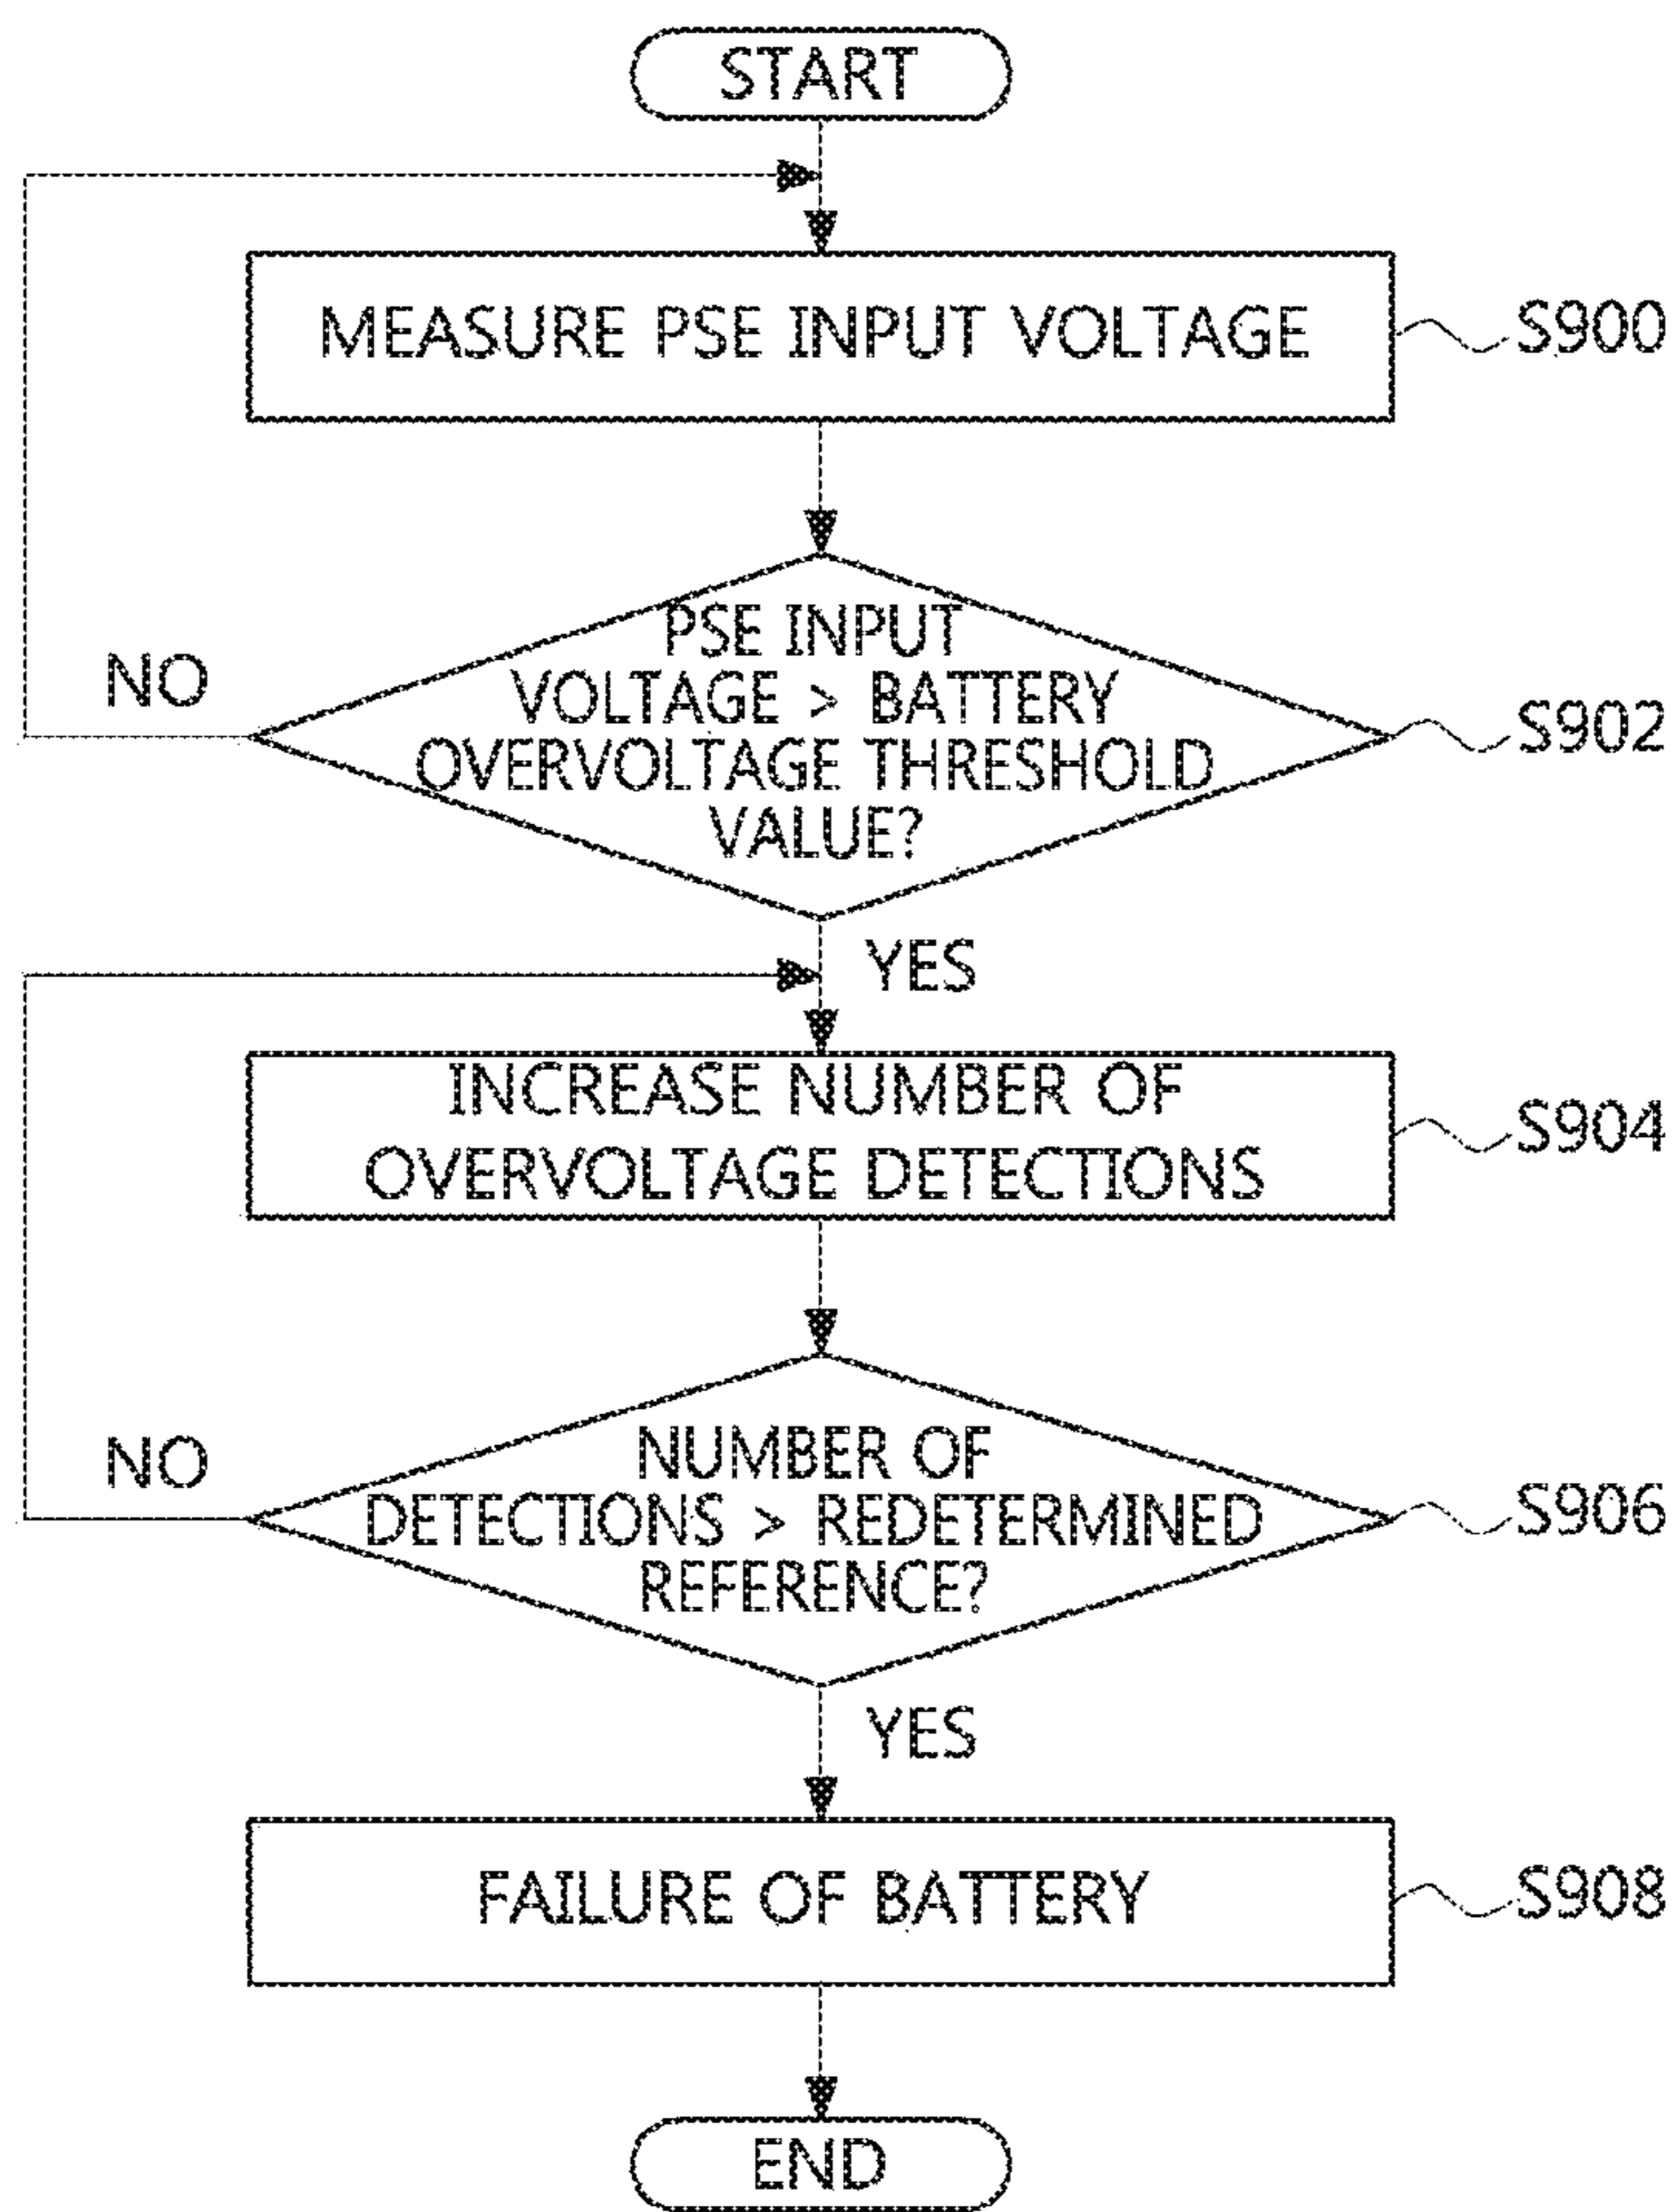 START
MEASURE PSE INPUT VOLTAGE
S900
PSE INPUT
VOLTAGE > BATTERY
OVERVOLTAGE THRESHOLD
VALUE?
NO
S902
YES
INCREASE NUMBER OF
OVERVOLTAGE DETECTIONS
S904
NUMBER OF
DETECTIONS > REDETERMINED
REFERENCE?
NO
S906
YES
FAILURE OF BATTERY
S908
END